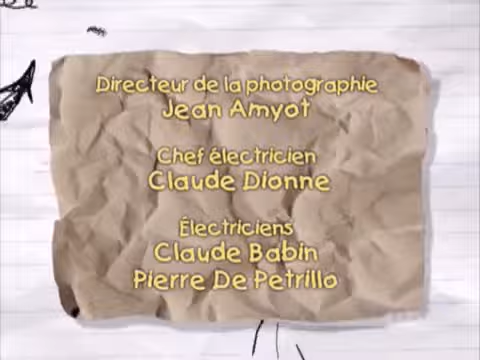 Directeur de la photographie
Jean Amyot
Chef électricien
Claude Dionne
Électriciens
Claude Babin
Pierre De Petrillo